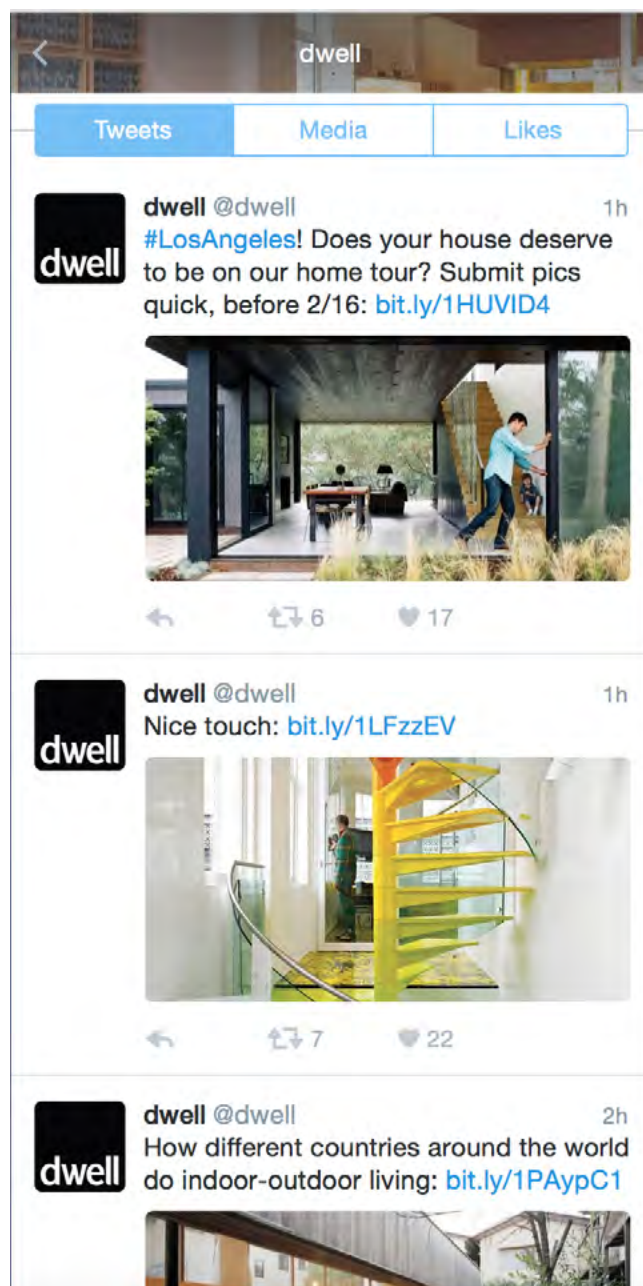 dwell
Tweets Media Likes
dwell @dwell 1h
dwell
#LosAngeles! Does your house deserve
to be on our home tour? Submit pics
quick, before 2/16: bit.ly/1HUVID4
6 17
dwell @dwell 1h
dwell
Nice touch: bit.ly/1LFzzEV
7 22
dwell @dwell 2h
dwell
How different countries around the world
do indoor-outdoor living: bit.ly/1PAypC1